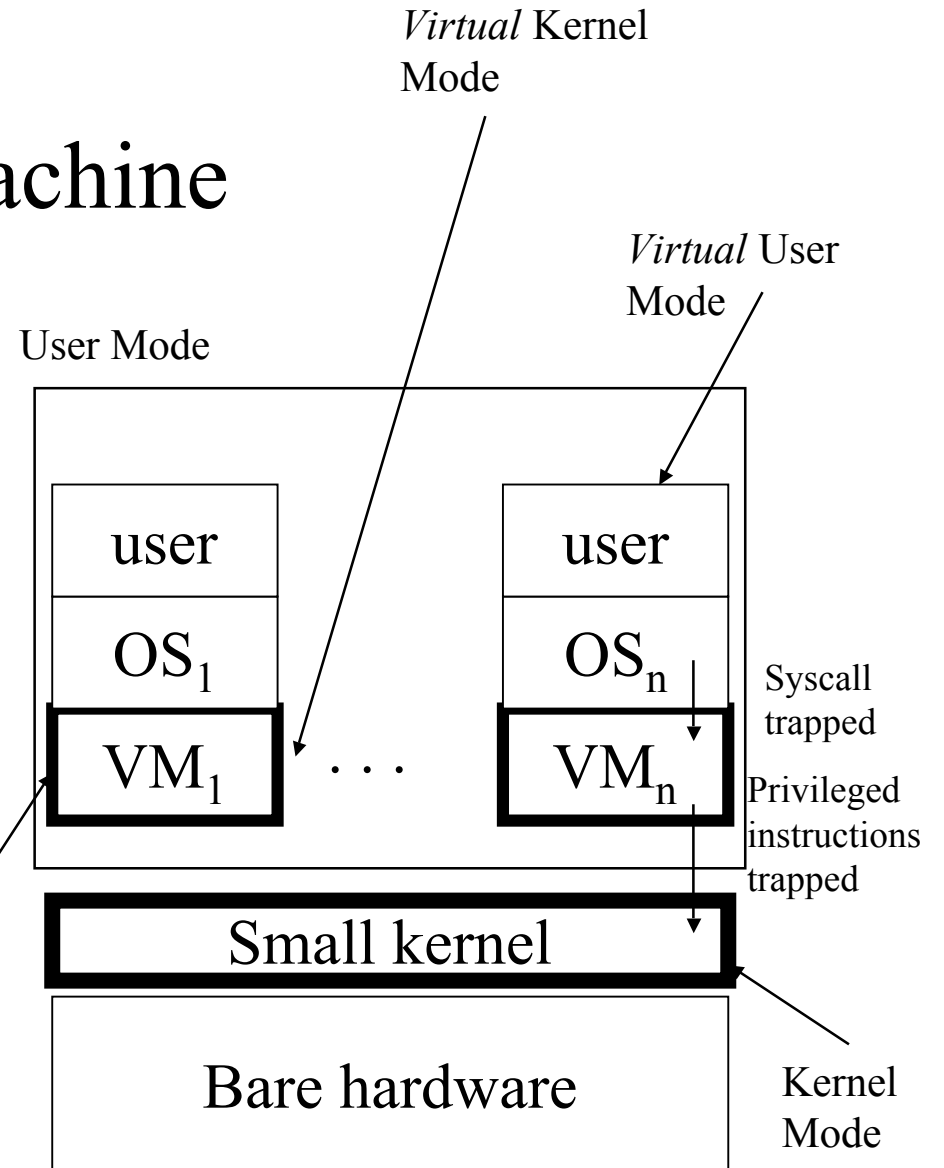 Virtual Kernel
Mode
achine
Virtual User
Mode
User Mode
user
user
OS1
OSn
Syscall
trapped
VM1
. . .
VMn
Privileged
instructions
trapped
Small kernel
Bare hardware
Kernel
Mode